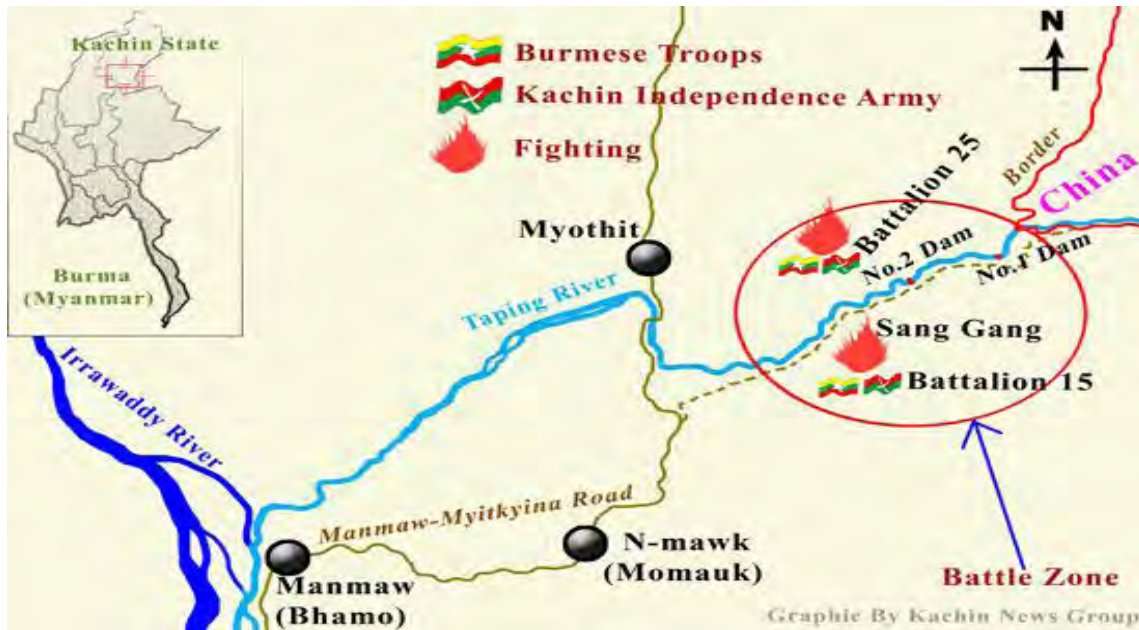 Kachin State
Burma
(Myanmar)
Burmese Troops
Kachin Independence Army
Fighting
N
Border
China
Battalion 25
No.2 Dam
No.1 Dam
Myothit
Taping River
Sang Gang
Battalion 15
Irrawaddy River
Manmaw-Myitkyina Road
N-mawk
(Momauk)
Manmaw
(Bhamo)
Battle Zone
Graphic By Kachin News Group